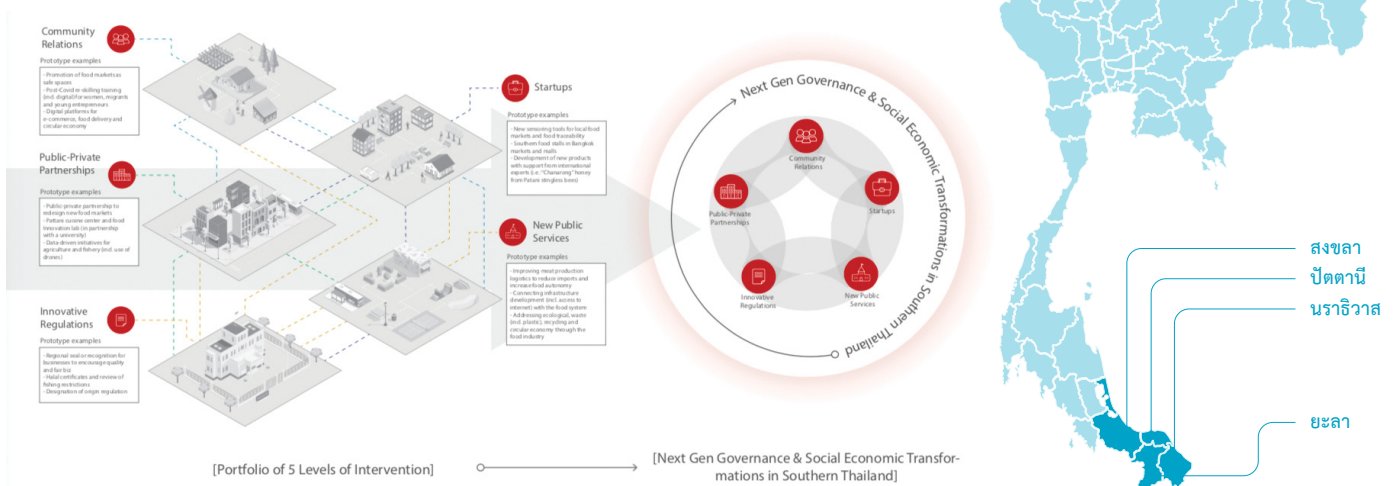 Community
Relations
Prototype examples
- Promotion of food markets as
safe spaces
- Post-Covid re-skilling training
(incl. digital) for women, migrants
and young entrepreneurs
- Digital platforms for
e-commerce, food delivery and
circular economy
Public-Private
Partnerships
Prototype examples
- Public-private partnership to
redesign new food markets
- Pattani cuisine center and food
innovation lab (in partnership
with a university)
- Data-driven initiatives for
agriculture and fishery (incl. use of
drones)
Innovative
Regulations
Prototype examples
- Regional seal or recognition for
businesses to encourage quality
and fair biz
- Halal certificates and review of
fishing restrictions
- Designation of origin regulation
Startups
Prototype examples
- New sensoring tools for local food
markets and food traceability
- Southern food stalls in Bangkok
markets and malls
- Development of new products
with support from international
experts (i.e. "Channarong" honey
from Patani stingless bees)
New Public
Services
Prototype examples
- Improving meat production
logistics to reduce imports and
increase food autonomy
- Connecting infrastructure
development (incl. access to
internet) with the food system
- Addressing ecological, waste
(incl. plastic), recycling and
circular economy through the
food industry
[Portfolio of 5 Levels of Intervention]
Next Gen Governance & Social Economic Transformations in Southern Thailand
Community
Relations
Startups
New Public
Services
Innovative
Regulations
Public-Private
Partnerships
[Next Gen Governance & Social Economic Transfor-
mations in Southern Thailand]
สงขลา
ปัตตานี
นราธิวาส
ยะลา